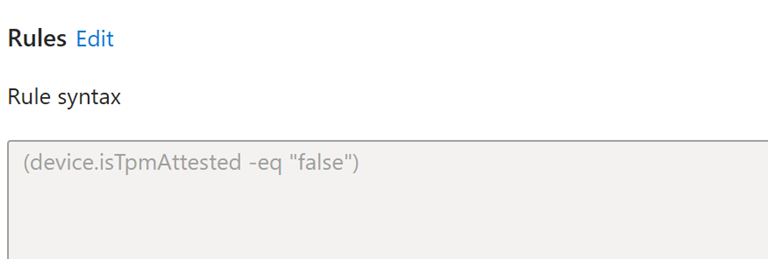 Rules Edit
Rule syntax
(device.isTpmAttested -eq "false")